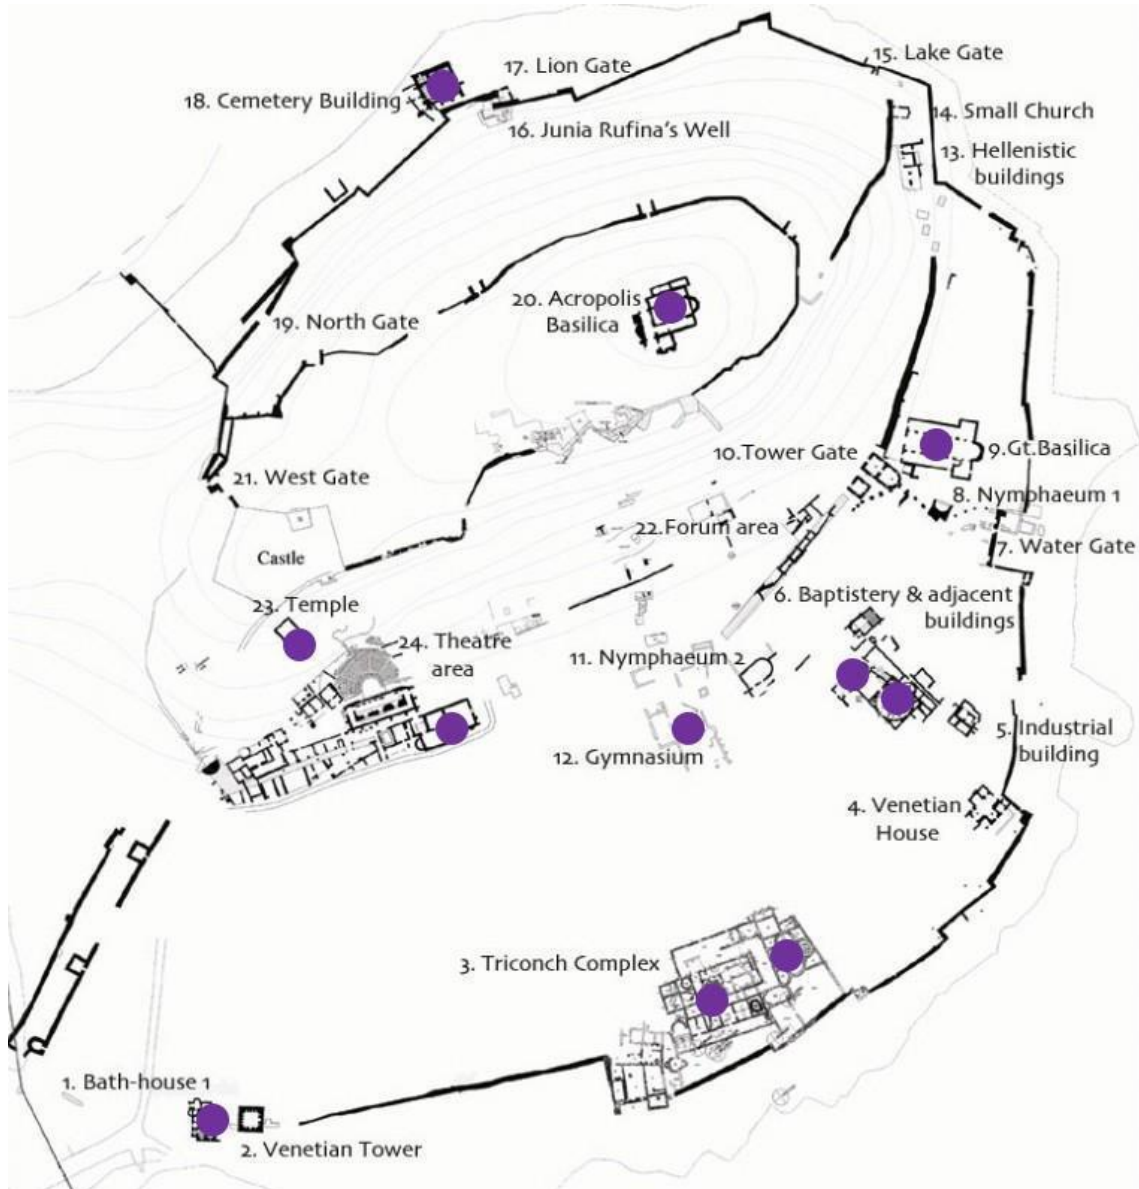 15. Lake Gate
17. Lion Gate
18. Cemetery Building
14. Small Church
16. Junia Rufina's Well
13. Hellenistic
buildings
20. Acropolis
Basilica
19. North Gate
10.Tower Gate
9.Gt.Basilica
21. West Gate
8. Nymphaeum 1
22.Forum area
7. Water Gate
Castle
6. Baptistery & adjacent
buildings
23. Temple
24. Theatre
area
11. Nymphaeum 2
5. Industrial
building
12. Gymnasium
4. Venetian
House
3. Triconch Complex
1. Bath-house 1
2. Venetian Tower